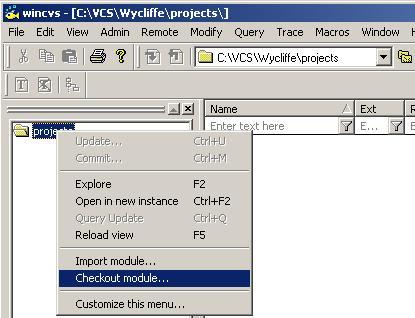 wincvs - [C:\VCS\Wycliffe\projects\]
File Edit View Admin Remote Modify Query Trace Macros Window
C:\VCS\Wycliffe\projects
Name Ext
Enter text here E...
projects
Update... Ctrl+U
Commit... Ctrl+M
Explore F2
Open in new instance Ctrl+F2
Query Update Ctrl+Q
Reload view F5
Import module...
Checkout module...
Customize this menu...